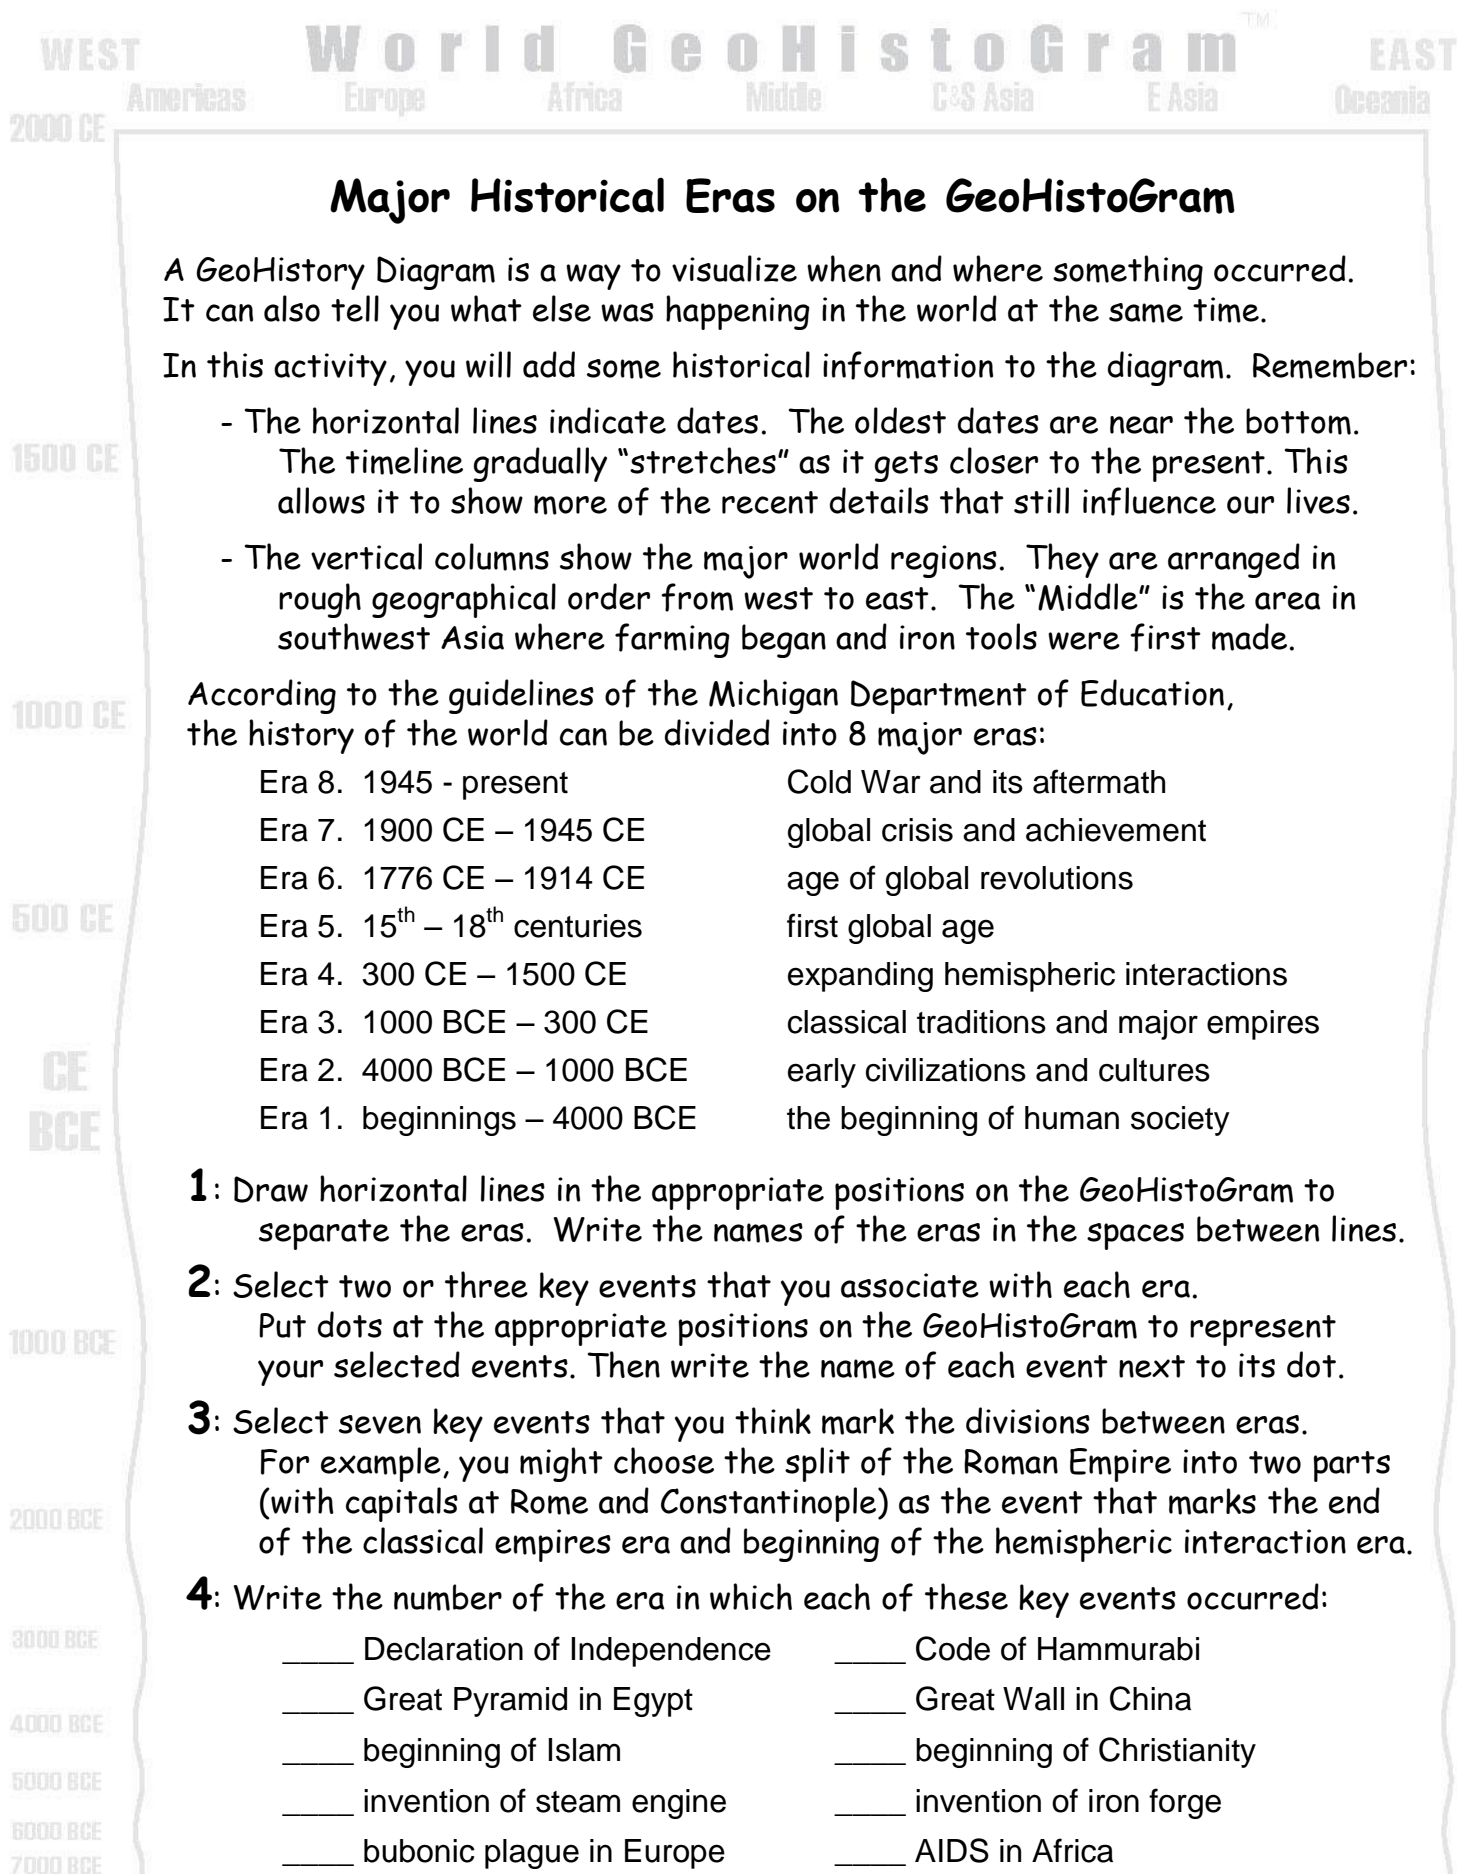 WEST World GeoHistoGram™ EAST
Americas Europe Africa Middle C&S Asia E Asia Oceania
2000 CE
Major Historical Eras on the GeoHistoGram
A GeoHistory Diagram is a way to visualize when and where something occurred.
It can also tell you what else was happening in the world at the same time.
In this activity, you will add some historical information to the diagram. Remember:
- The horizontal lines indicate dates. The oldest dates are near the bottom.
1500 CE
The timeline gradually “stretches” as it gets closer to the present. This
allows it to show more of the recent details that still influence our lives.
- The vertical columns show the major world regions. They are arranged in
rough geographical order from west to east. The “Middle” is the area in
southwest Asia where farming began and iron tools were first made.
According to the guidelines of the Michigan Department of Education,
1000 CE
the history of the world can be divided into 8 major eras:
Era 8. 1945 - present Cold War and its aftermath
Era 7. 1900 CE – 1945 CE global crisis and achievement
Era 6. 1776 CE – 1914 CE age of global revolutions
500 CE
Era 5. 15th – 18th centuries first global age
Era 4. 300 CE – 1500 CE expanding hemispheric interactions
Era 3. 1000 BCE – 300 CE classical traditions and major empires
CE
Era 2. 4000 BCE – 1000 BCE early civilizations and cultures
BCE
Era 1. beginnings – 4000 BCE the beginning of human society
1: Draw horizontal lines in the appropriate positions on the GeoHistoGram to
separate the eras. Write the names of the eras in the spaces between lines.
2: Select two or three key events that you associate with each era.
Put dots at the appropriate positions on the GeoHistoGram to represent
1000 BCE
your selected events. Then write the name of each event next to its dot.
3: Select seven key events that you think mark the divisions between eras.
For example, you might choose the split of the Roman Empire into two parts
(with capitals at Rome and Constantinople) as the event that marks the end
2000 BCE
of the classical empires era and beginning of the hemispheric interaction era.
4: Write the number of the era in which each of these key events occurred:
3000 BCE
____ Declaration of Independence ____ Code of Hammurabi
____ Great Pyramid in Egypt ____ Great Wall in China
4000 BCE
____ beginning of Islam ____ beginning of Christianity
5000 BCE
____ invention of steam engine ____ invention of iron forge
6000 BCE
____ bubonic plague in Europe ____ AIDS in Africa
7000 BCE